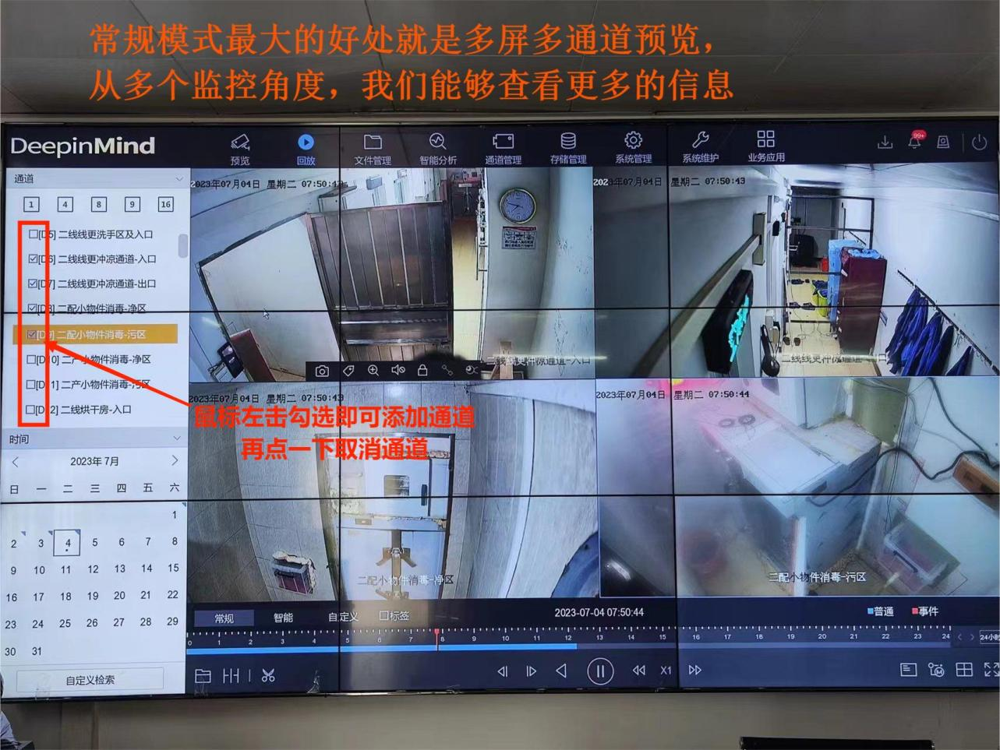 常规模式最大的好处就是多屏多通道预览，
从多个监控角度，我们能够查看更多的信息
DeepinMind
预览
回放
文件管理
智能分析
通道管理
存储管理
系统管理
系统维护
业务应用
99+
通道
1 4 8 9 16
二线线更洗手区及入口
二线线更冲凉通道-入口
二线线更冲凉通道-出口
二配小物件消毒-净区
二配小物件消毒-污区
二产小物件消毒-净区
二产小物件消毒-污区
二线烘干房-入口
2023年07月04日 星期二 07:50:43
2023年07月04日 星期二 07:50:43
二线线更冲凉通道-入口
二线线更冲凉通道-出口
2023年07月04日 星期二 07:50:43
2023年07月04日 星期二 07:50:44
鼠标左击勾选即可添加通道
再点一下取消通道
二配小物件消毒-净区
二配小物件消毒-污区
时间
2023年 7月
日 一 二 三 四 五 六
1
2 3 4 5 6 7 8
9 10 11 12 13 14 15
16 17 18 19 20 21 22
23 24 25 26 27 28 29
30 31
自定义检索
常规 智能 自定义 标签
2023-07-04 07:50:44
普通 事件
0 1 2 3 4 5 6 7 8 9 10 11 12 13 14 15 16 17 18 19 20 21 22 23 24
24小时
X1